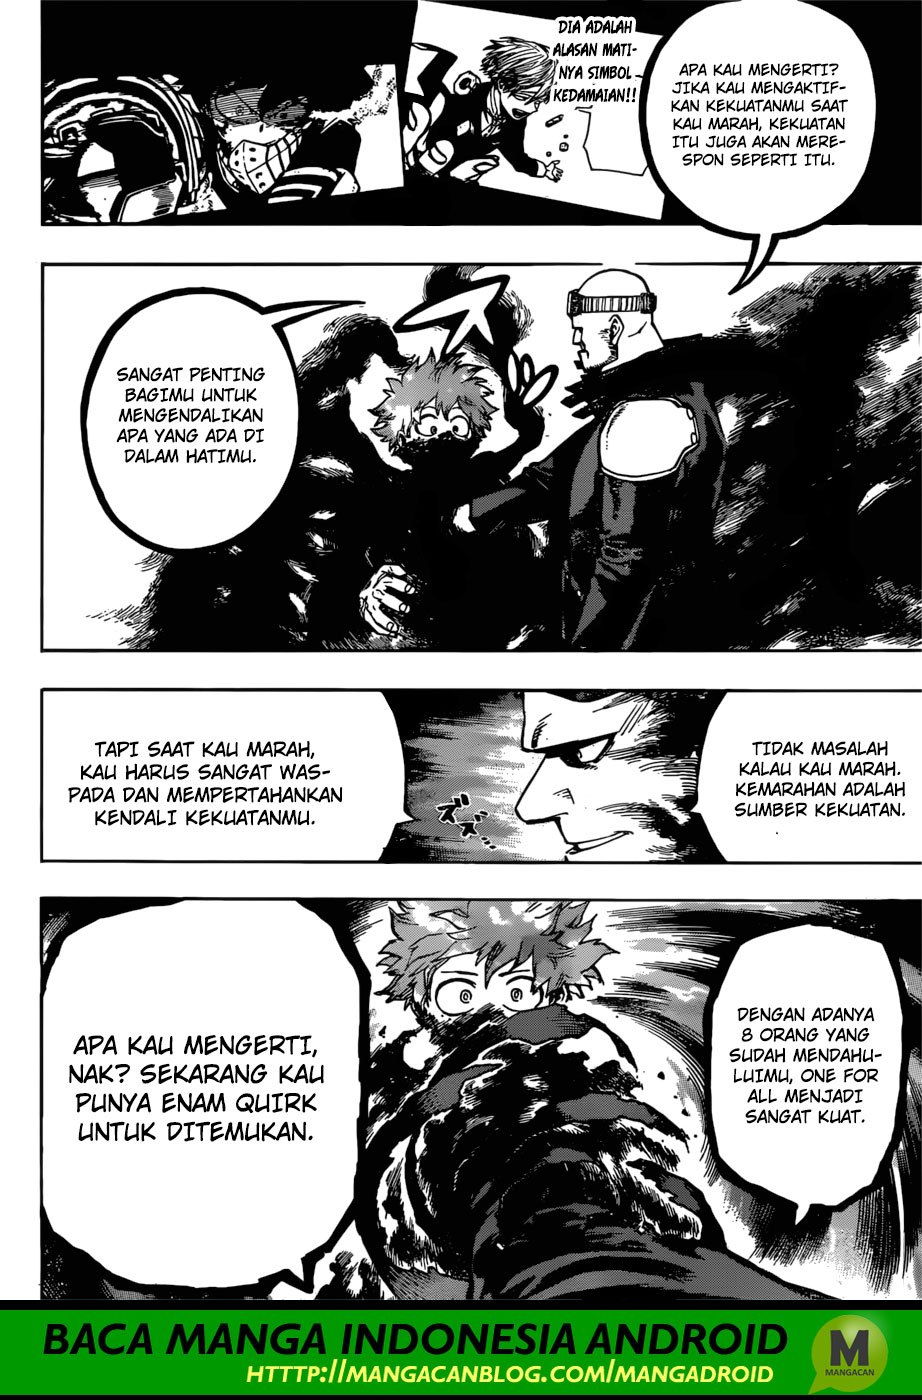 APA KAU MENGERTI?
JIKA KAU MENGAKTIF-
KAN KEKUATANMU SAAT
KAU MARAH, KEKUATAN
ITU JUGA AKAN MERE-
SPON SEPERTI ITU.
DIA ADALAH
ALASAN MATI-
NYA SIMBOL
KEDAMAIAN!!
SANGAT PENTING
BAGIMU UNTUK
MENGENDALIKAN
APA YANG ADA DI
DALAM HATIMU.
TIDAK MASALAH
KALAU KAU MARAH.
KEMARAHAN ADALAH
SUMBER KEKUATAN.
TAPI SAAT KAU MARAH,
KAU HARUS SANGAT WAS-
PADA DAN MEMPERTAHANKAN
KENDALI KEKUATANMU.
ズズ
DENGAN ADANYA
8 ORANG YANG
SUDAH MENDAHU-
LUIMU, ONE FOR
ALL MENJADI
SANGAT KUAT.
APA KAU MENGERTI,
NAK? SEKARANG KAU
PUNYA ENAM QUIRK
UNTUK DITEMUKAN.
BACA MANGA INDONESIA ANDROID
HTTTP://MANGACANBLOG.COM/MANGADROID
M
MANGACAN